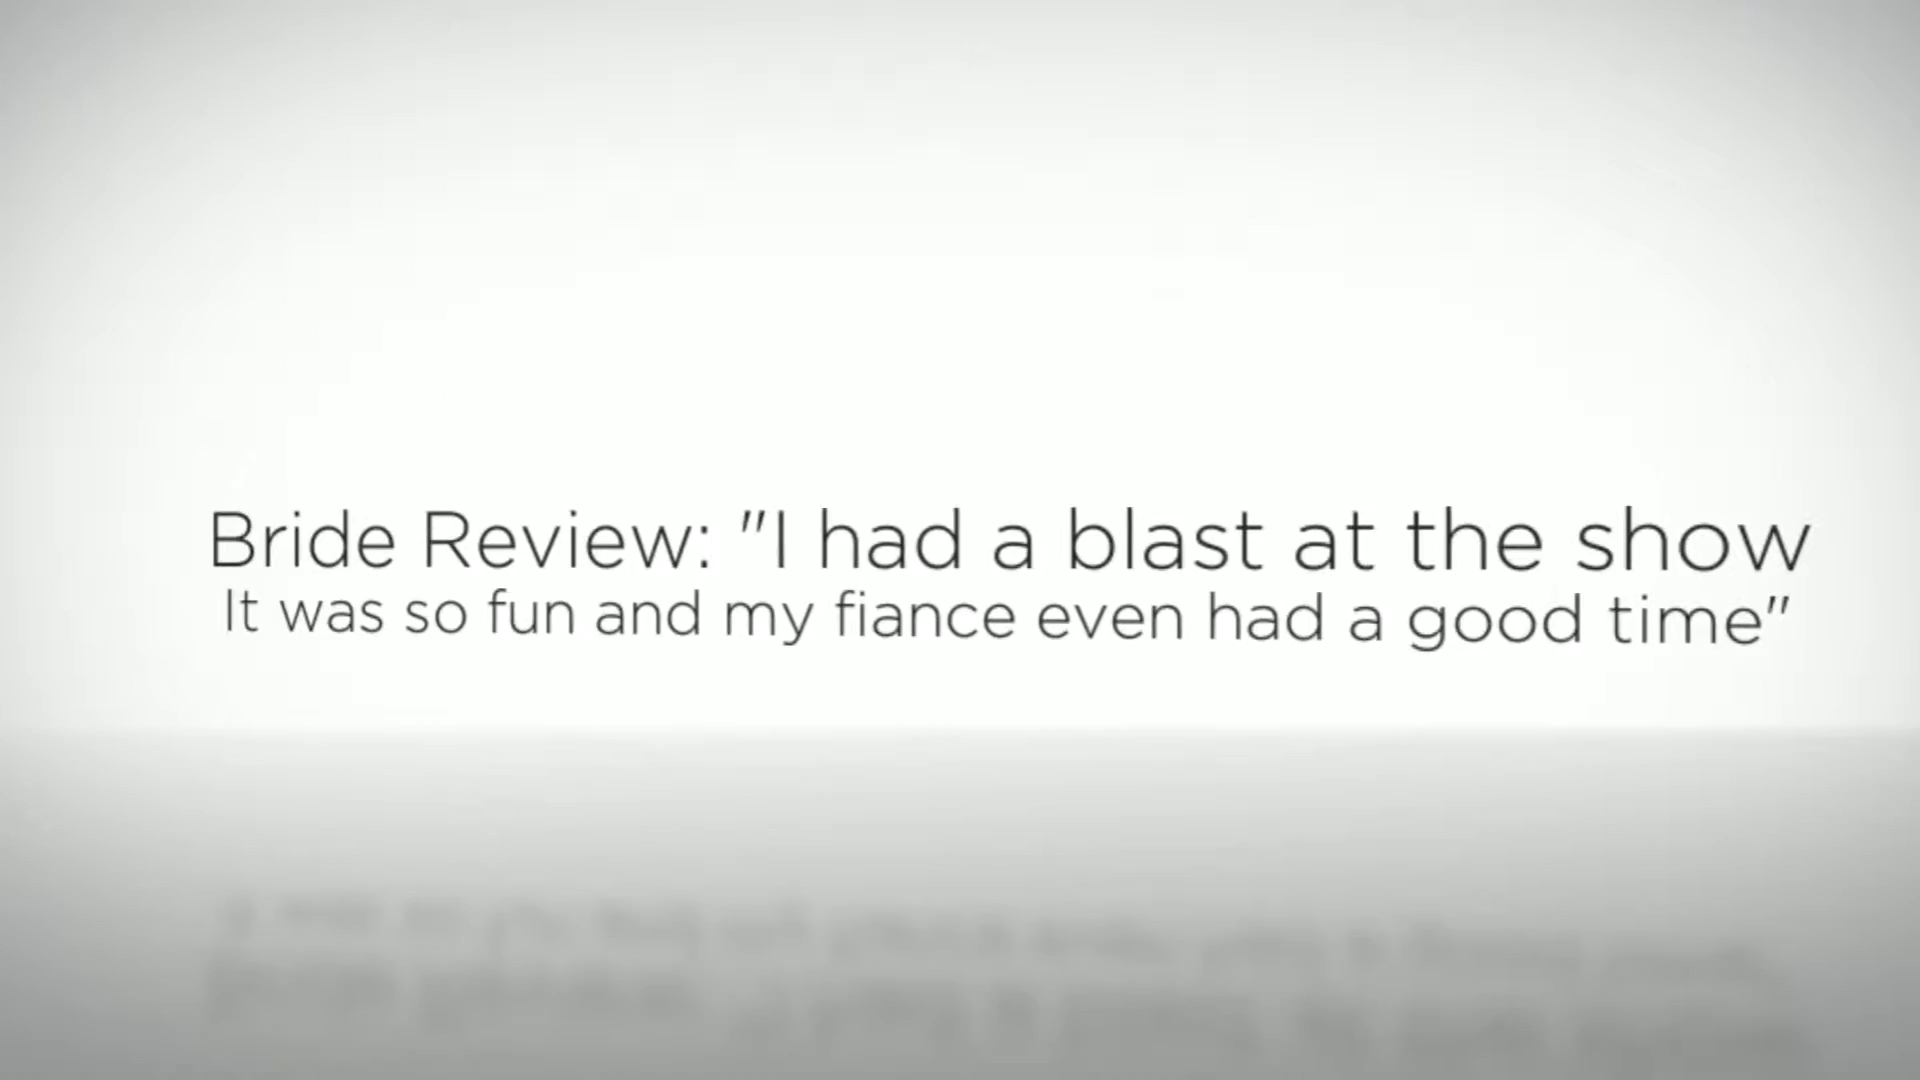 Bride Review: "I had a blast at the show
It was so fun and my fiance even had a good time"